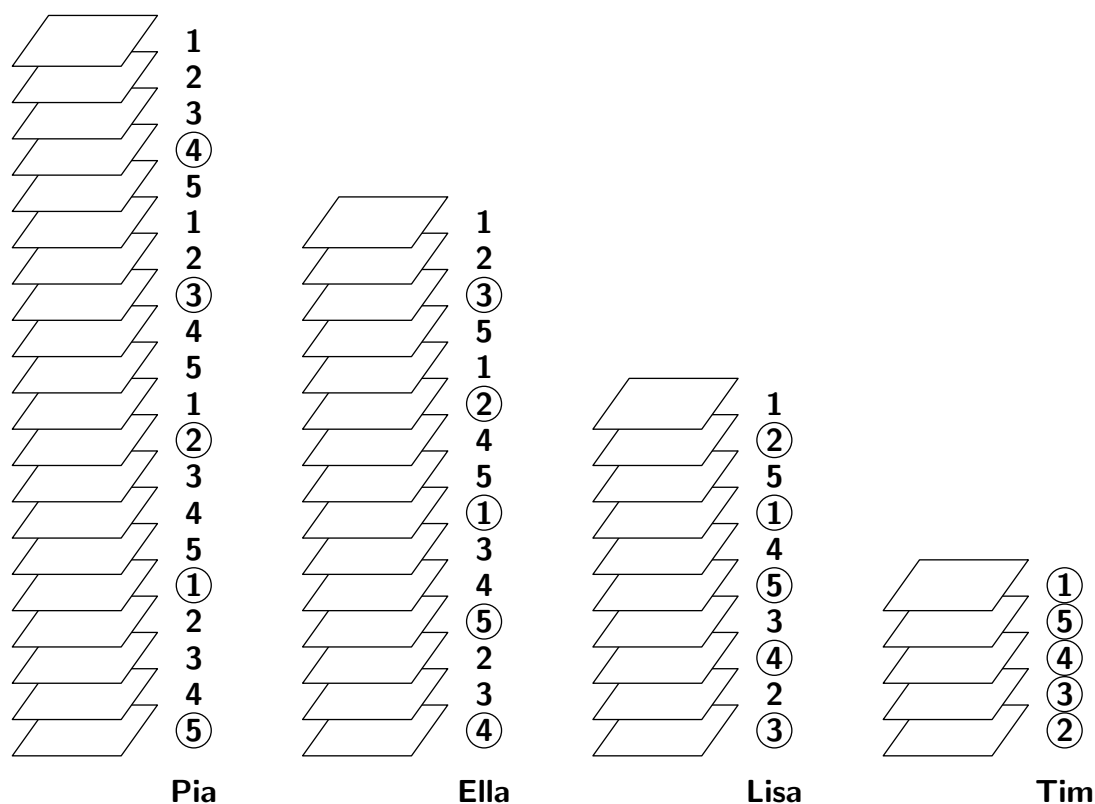 1
2
3
④
5
1 1
2 2
③ ③
4 5
5 1
1 ② 1
② 4 ②
3 5 5
4 ① ①
5 3 4
① 4 ⑤ ①
2 ⑤ 3 ⑤
3 2 ④ ④
4 3 2 ③
⑤ ④ ③ ②
Pia Ella Lisa Tim